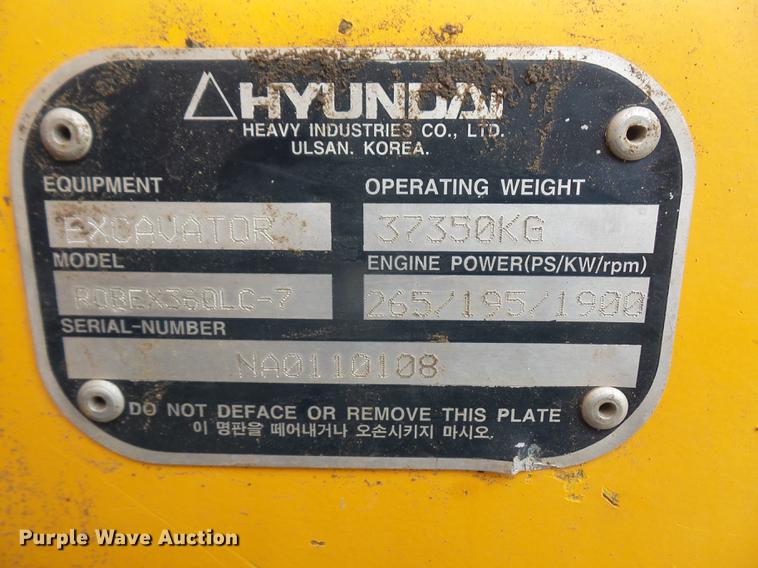 HYUNDAI
HEAVY INDUSTRIES CO., LTD.
ULSAN. KOREA.
EQUIPMENT OPERATING WEIGHT
EXCAVATOR 37350KG
MODEL ENGINE POWER(PS/KW/rpm)
ROBEX360LC-7 265/195/1900
SERIAL-NUMBER
NA0110108
DO NOT DEFACE OR REMOVE THIS PLATE
이 명판을 떼어내거나 오손시키지 마시오.
Purple Wave Auction